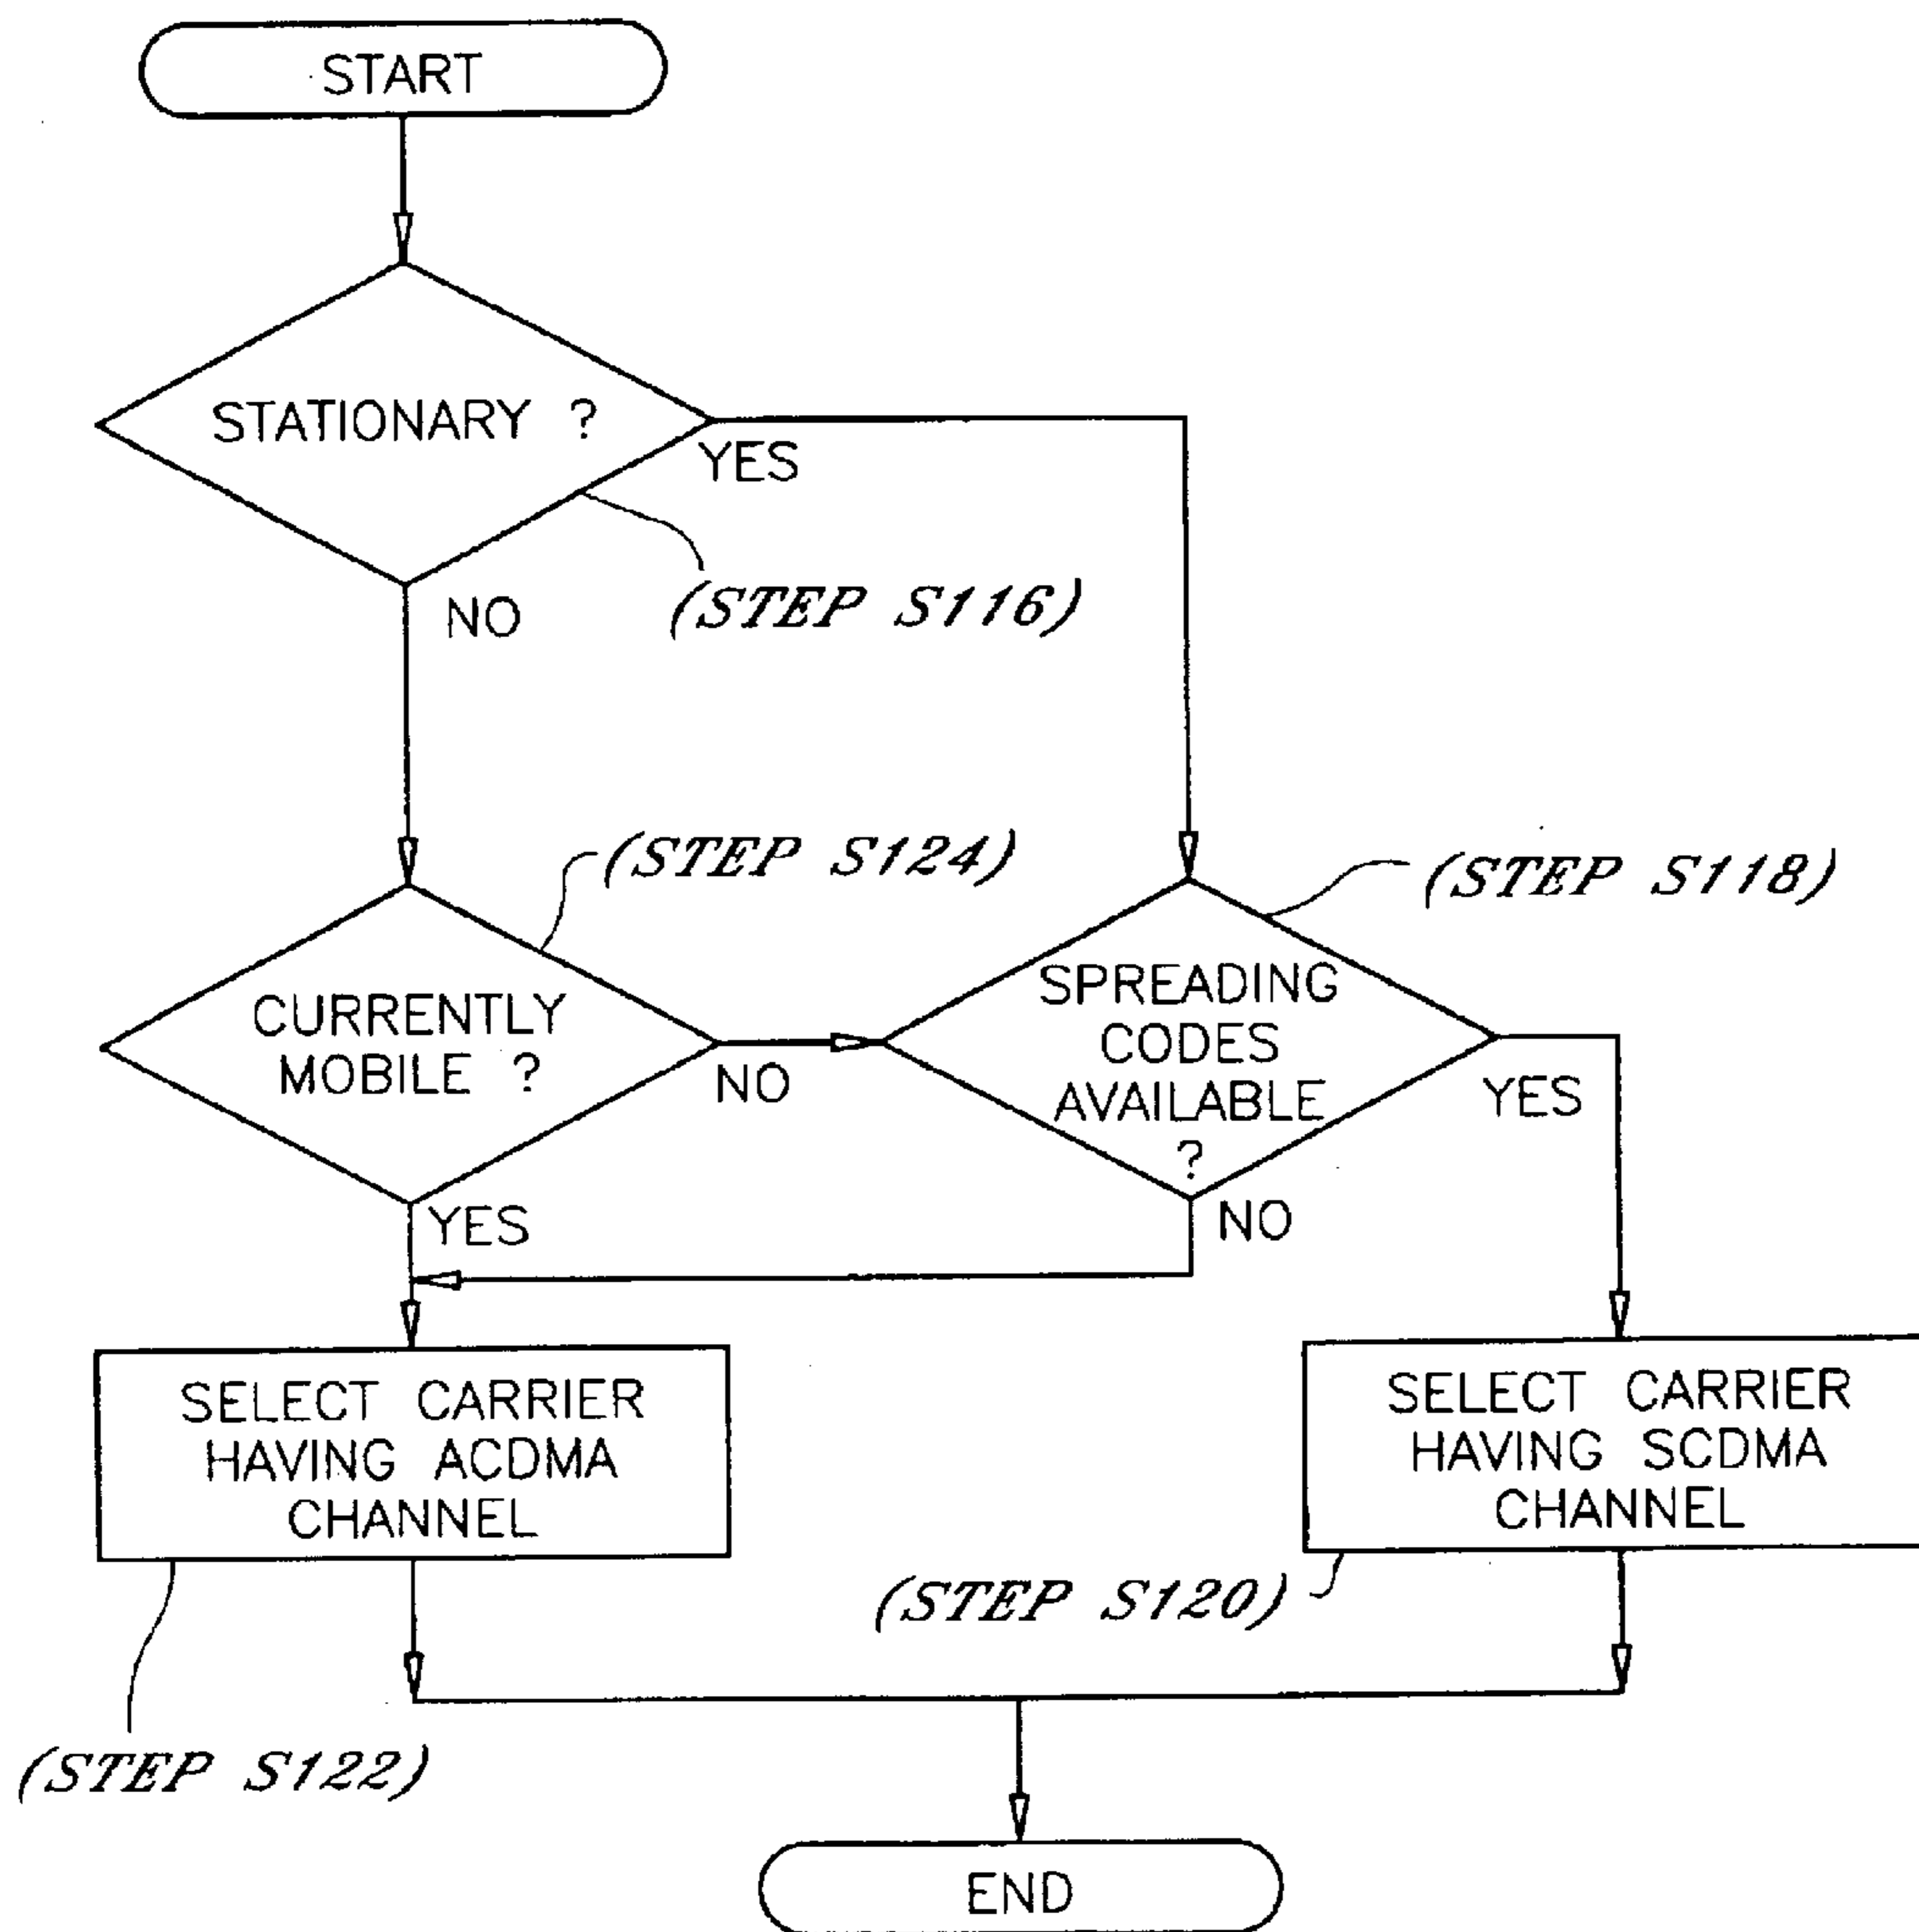 START
STATIONARY ?
YES
NO
(STEP S116)
(STEP S124)
(STEP S118)
CURRENTLY
MOBILE ?
NO
YES
SPREADING
CODES
AVAILABLE
?
YES
NO
SELECT CARRIER
HAVING ACDMA
CHANNEL
SELECT CARRIER
HAVING SCDMA
CHANNEL
(STEP S120)
(STEP S122)
END